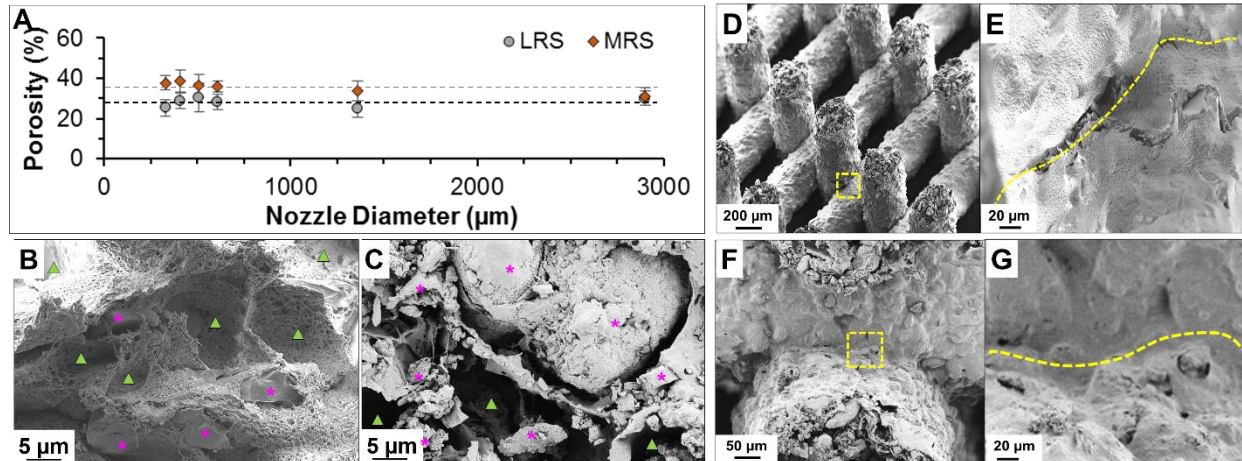 A
60
40
20
0
Porosity (%)
LRS
MRS
0
1000
2000
3000
Nozzle Diameter (µm)
B
5 µm
C
5 µm
D
200 µm
E
20 µm
F
50 µm
G
20 µm